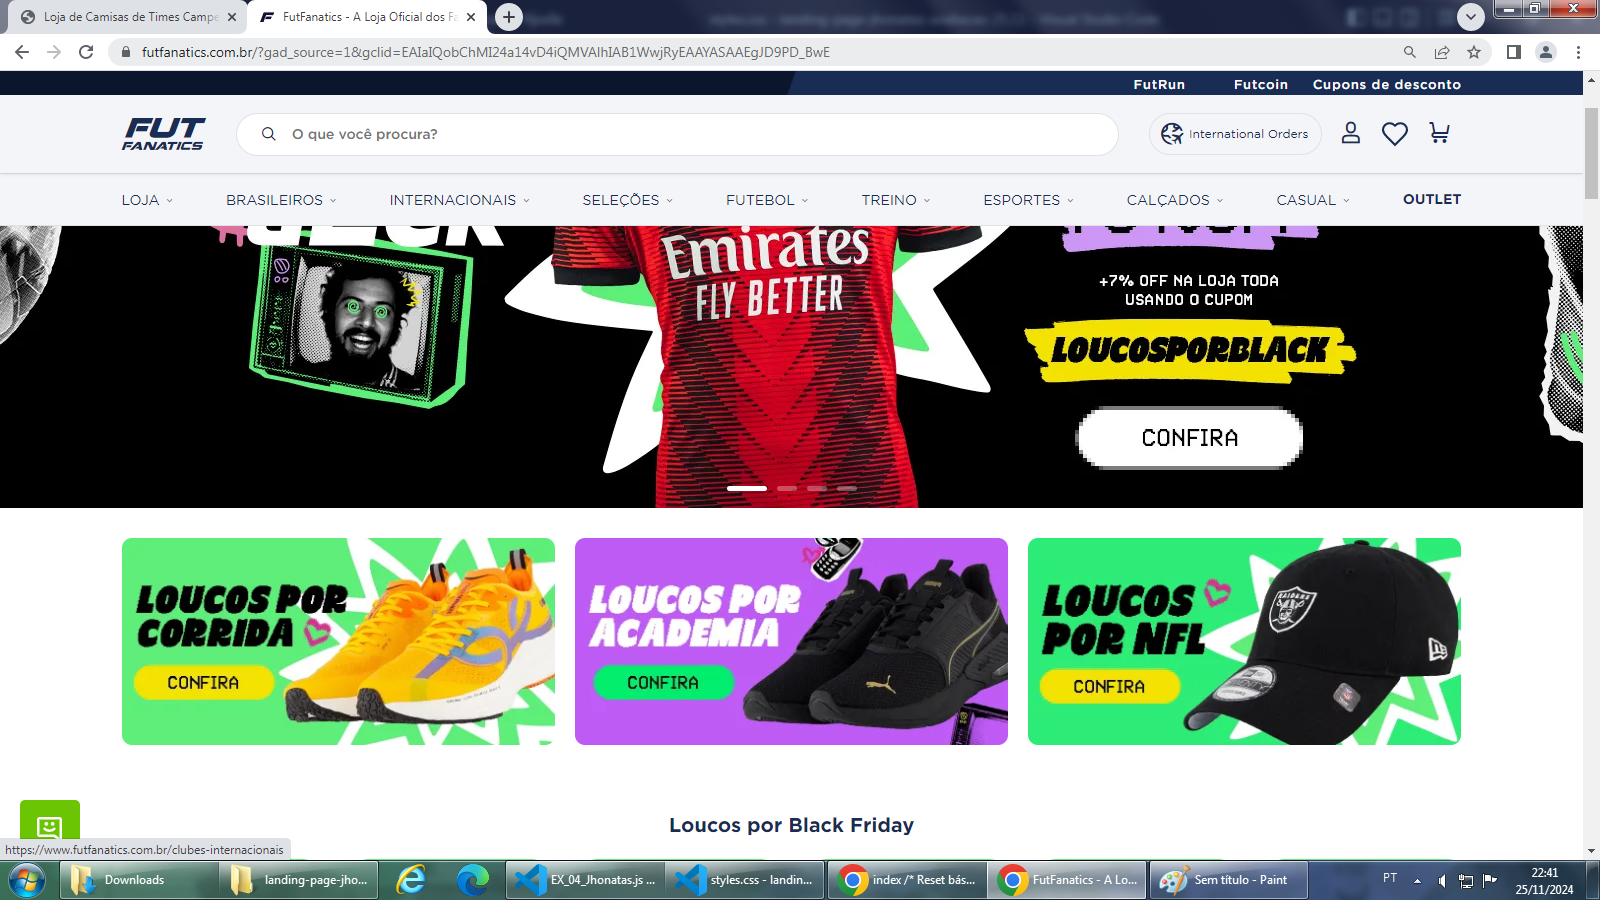 Loja de Camisas de Times Campe
FutFanatics - A Loja Oficial dos Fa
futfanatics.com.br/?gad_source=1&gclid=EAIaIQobChMI24a14vD4iQMVAlhIAB1WwjRyEAAYASAAEgJD9PD_BwE
FutRun
Futcoin
Cupons de desconto
FUT
FANATICS
O que você procura?
International Orders
LOJA
BRASILEIROS
INTERNACIONAIS
SELEÇÕES
FUTEBOL
TREINO
ESPORTES
CALÇADOS
CASUAL
OUTLET
Emirates
FLY BETTER
+7% OFF NA LOJA TODA
USANDO O CUPOM
LOUCOSPORBLACK
CONFIRA
LOUCOS POR
CORRIDA
CONFIRA
LOUCOS POR
ACADEMIA
CONFIRA
LOUCOS
POR NFL
CONFIRA
RAIDERS
Loucos por Black Friday
https://www.futfanatics.com.br/clubes-internacionais
Downloads
landing-page-jho...
EX_04_Jhonatas.js ...
styles.css - landin...
index /* Reset bás...
FutFanatics - A Lo...
Sem título - Paint
PT
22:41
25/11/2024